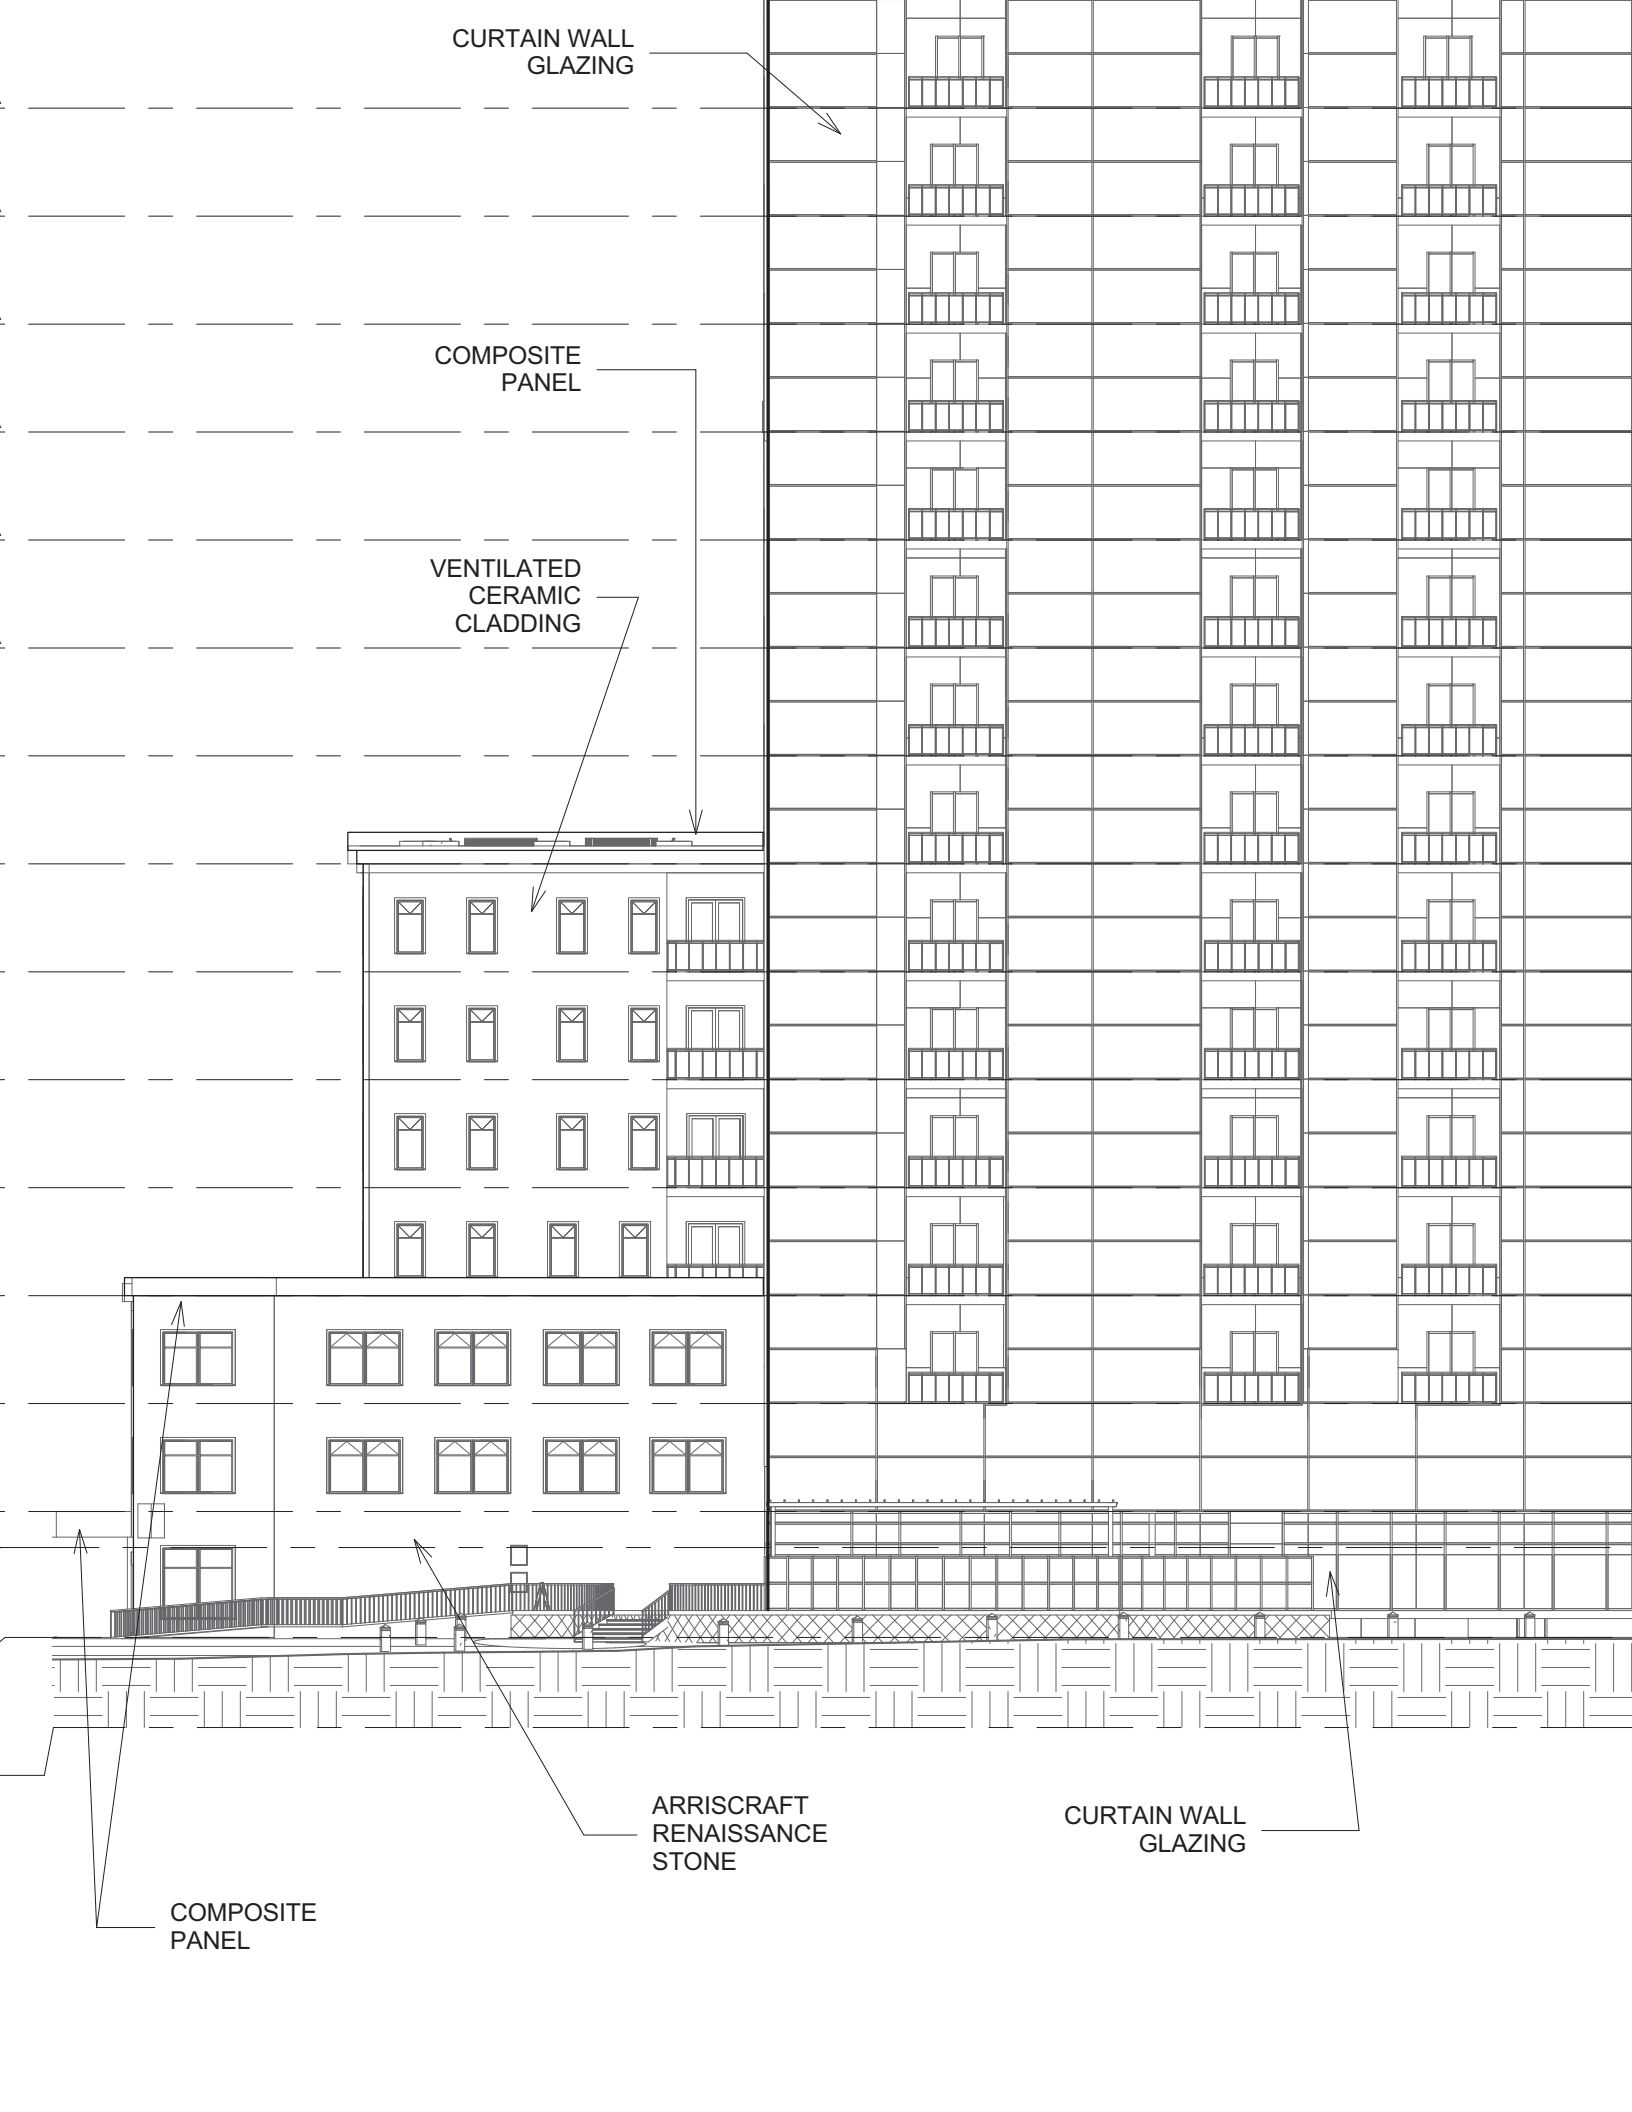 CURTAIN WALL
GLAZING
COMPOSITE
PANEL
VENTILATED
CERAMIC
CLADDING
ARRISCRAFT
RENAISSANCE
STONE
CURTAIN WALL
GLAZING
COMPOSITE
PANEL